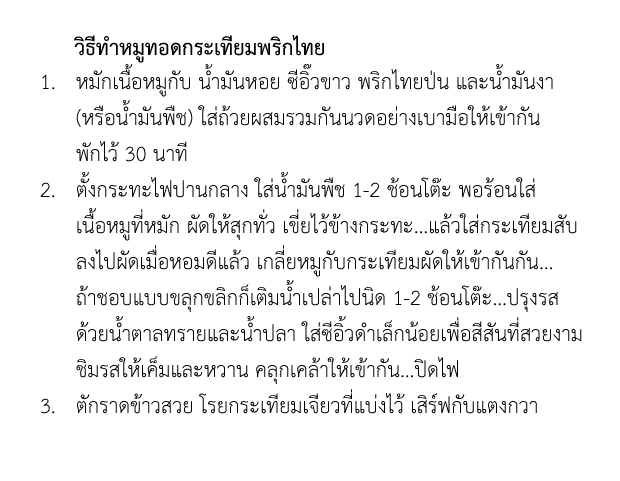 วิธีทำหมูทอดกระเทียมพริกไทย
1. หมักเนื้อหมูกับ น้ำมันหอย ซีอิ๊วขาว พริกไทยป่น และน้ำมันงา
(หรือน้ำมันพืช) ใส่ถ้วยผสมรวมกันนวดอย่างเบามือให้เข้ากัน
พักไว้ 30 นาที
2. ตั้งกระทะไฟปานกลาง ใส่น้ำมันพืช 1-2 ช้อนโต๊ะ พอร้อนใส่
เนื้อหมูที่หมัก ผัดให้สุกทั่ว เขี่ยไว้ข้างกระทะ...แล้วใส่กระเทียมสับ
ลงไปผัดเมื่อหอมดีแล้ว เกลี่ยหมูกับกระเทียมผัดให้เข้ากันกัน...
ถ้าชอบแบบขลุกขลิกก็เติมน้ำเปล่าไปนิด 1-2 ช้อนโต๊ะ...ปรุงรส
ด้วยน้ำตาลทรายและน้ำปลา ใส่ซีอิ้วดำเล็กน้อยเพื่อสีสันที่สวยงาม
ชิมรสให้เค็มและหวาน คลุกเคล้าให้เข้ากัน...ปิดไฟ
3. ตักราดข้าวสวย โรยกระเทียมเจียวที่แบ่งไว้ เสิร์ฟกับแตงกวา